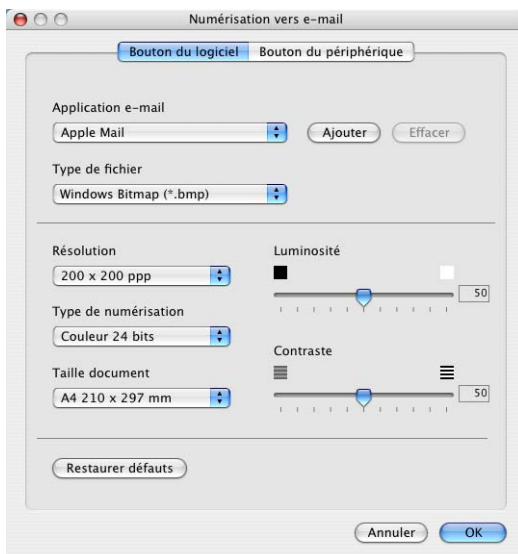 Numérisation vers e-mail
Bouton du logiciel Bouton du périphérique
Application e-mail
Apple Mail Ajouter Effacer
Type de fichier
Windows Bitmap (*.bmp)
Résolution Luminosité
200 x 200 ppp
50
Type de numérisation
Couleur 24 bits
Contraste
Taille document
A4 210 x 297 mm 50
Restaurer défauts
Annuler OK